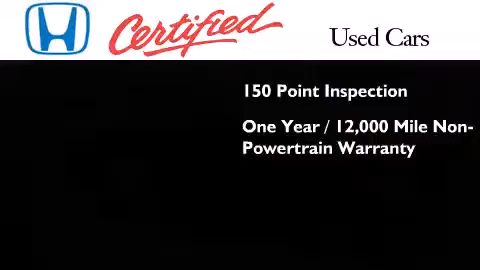 Certified Used Cars
150 Point Inspection
One Year / 12,000 Mile Non-
Powertrain Warranty